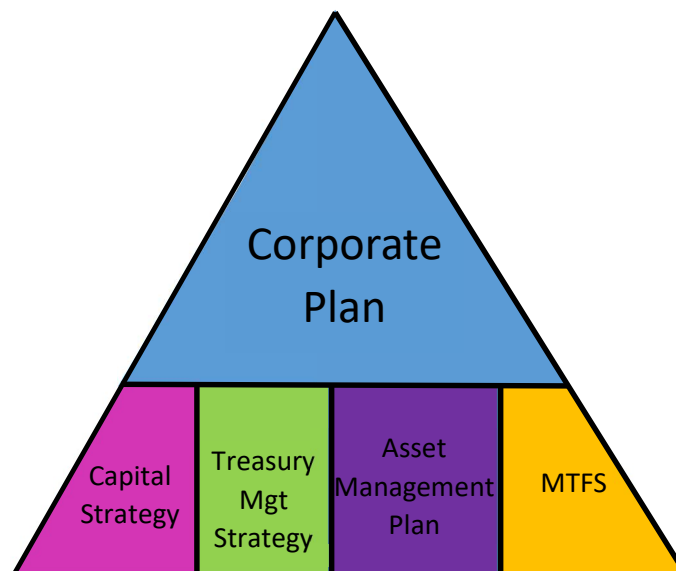 Corporate
Plan
Capital
Strategy
Treasury
Mgt
Strategy
Asset
Management
Plan
MTFS